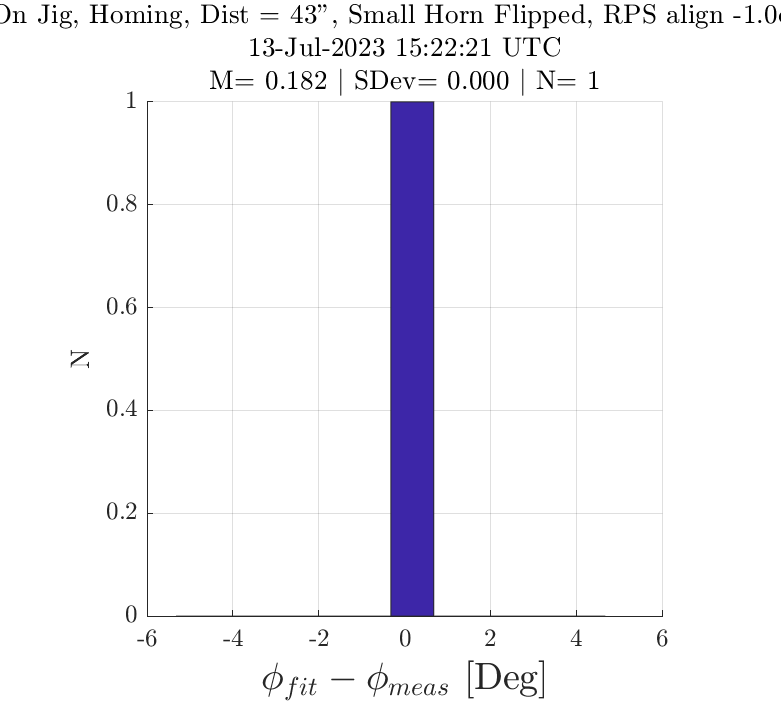 On Jig, Homing, Dist = 43”, Small Horn Flipped, RPS align -1.0
13-Jul-2023 15:22:21 UTC
M= 0.182 | SDev= 0.000 | N= 1
1
0.8
0.6
0.4
0.2
0
N
-6 -4 -2 0 2 4 6
ϕ_fit − ϕ_meas [Deg]